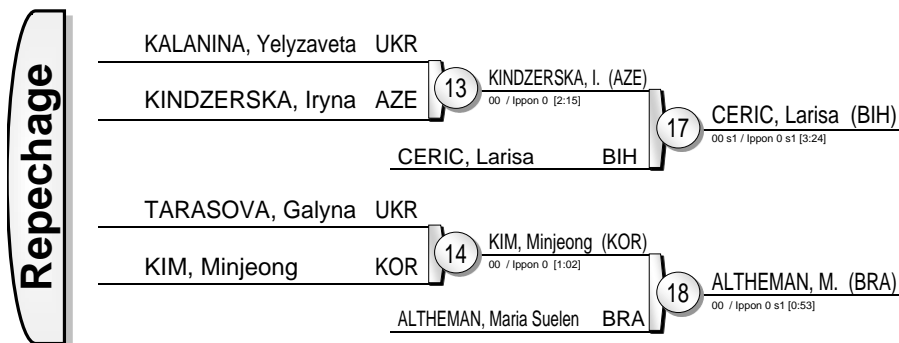 Repechage
KALANINA, Yelyzaveta UKR
KINDZERSKA, Iryna AZE
13
KINDZERSKA, I. (AZE)
00 / Ippon 0 [2:15]
CERIC, Larisa BIH
17
CERIC, Larisa (BIH)
00 s1 / Ippon 0 s1 [3:24]
TARASOVA, Galyna UKR
KIM, Minjeong KOR
14
KIM, Minjeong (KOR)
00 / Ippon 0 [1:02]
ALTHEMAN, Maria Suelen BRA
18
ALTHEMAN, M. (BRA)
00 / Ippon 0 s1 [0:53]